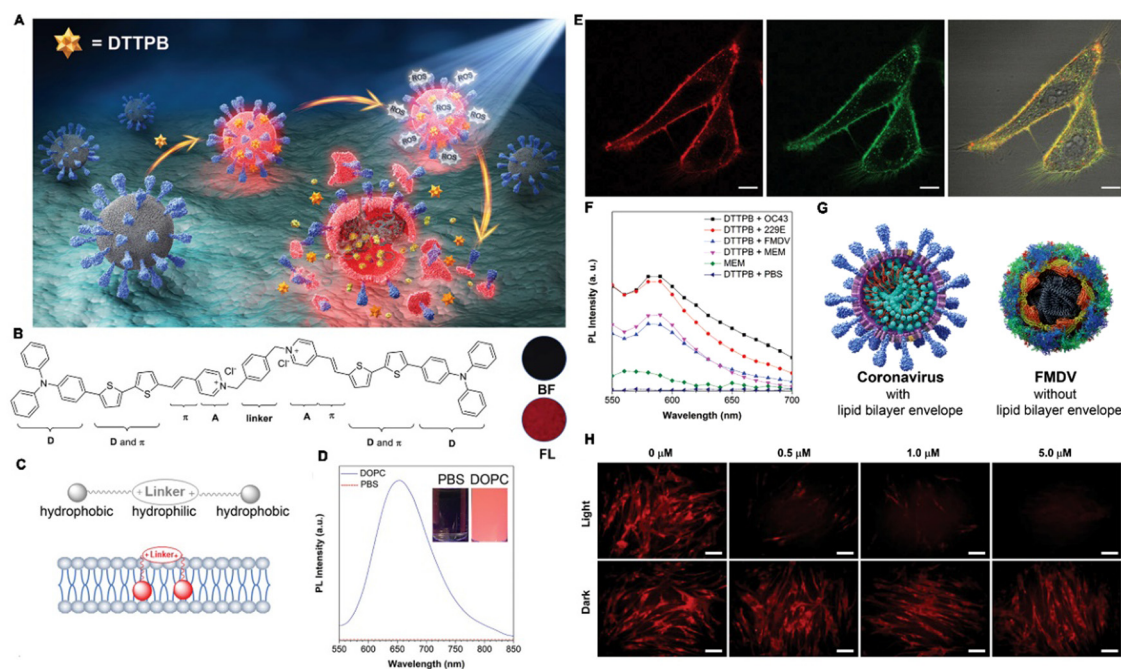 A
= DTTPB
ROS
ROS
ROS
ROS
ROS
ROS
ROS
B
N
S
S
Cl-
N
+
N
+
Cl-
S
S
N
π
A
linker
A
π
D
D and π
D and π
D
BF
FL
C
+ Linker +
hydrophobic
hydrophilic
hydrophobic
+ Linker +
D
DOPC
PBS
PBS
DOPC
PL Intensity (a.u.)
550 600 650 700 750 800 850
Wavelength (nm)
E
F
DTTPB + OC43
DTTPB + 229E
DTTPB + FMDV
DTTPB + MEM
MEM
DTTPB + PBS
PL Intensity (a. u.)
550 600 650 700
Wavelength (nm)
G
Coronavirus
with
lipid bilayer envelope
FMDV
without
lipid bilayer envelope
H
0 μM 0.5 μM 1.0 μM 5.0 μM
Light
Dark